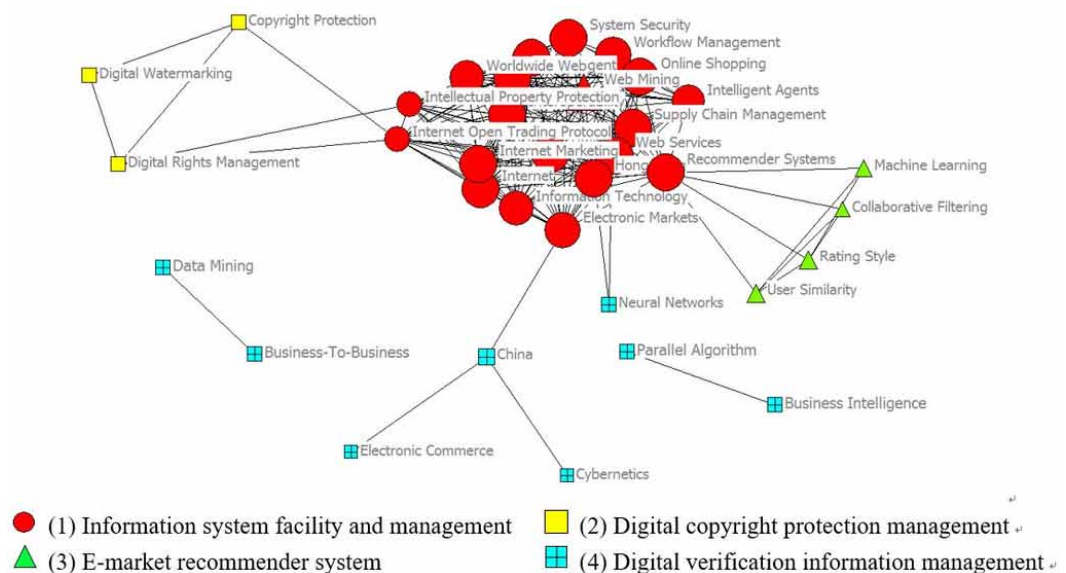 Copyright Protection
System Security
Workflow Management
Digital Watermarking
Worldwide Web
gent
Online Shopping
Web Mining
Intelligent Agents
Intellectual Property Protection
Supply Chain Management
Internet Open Trading Protocol
Web Services
Internet Marketing
Digital Rights Management
Hong
Recommender Systems
Machine Learning
Internet
Information Technology
Collaborative Filtering
Electronic Markets
Rating Style
Data Mining
User Similarity
Neural Networks
Business-To-Business
China
Parallel Algorithm
Business Intelligence
Electronic Commerce
Cybernetics
(1) Information system facility and management
(2) Digital copyright protection management
(3) E-market recommender system
(4) Digital verification information management